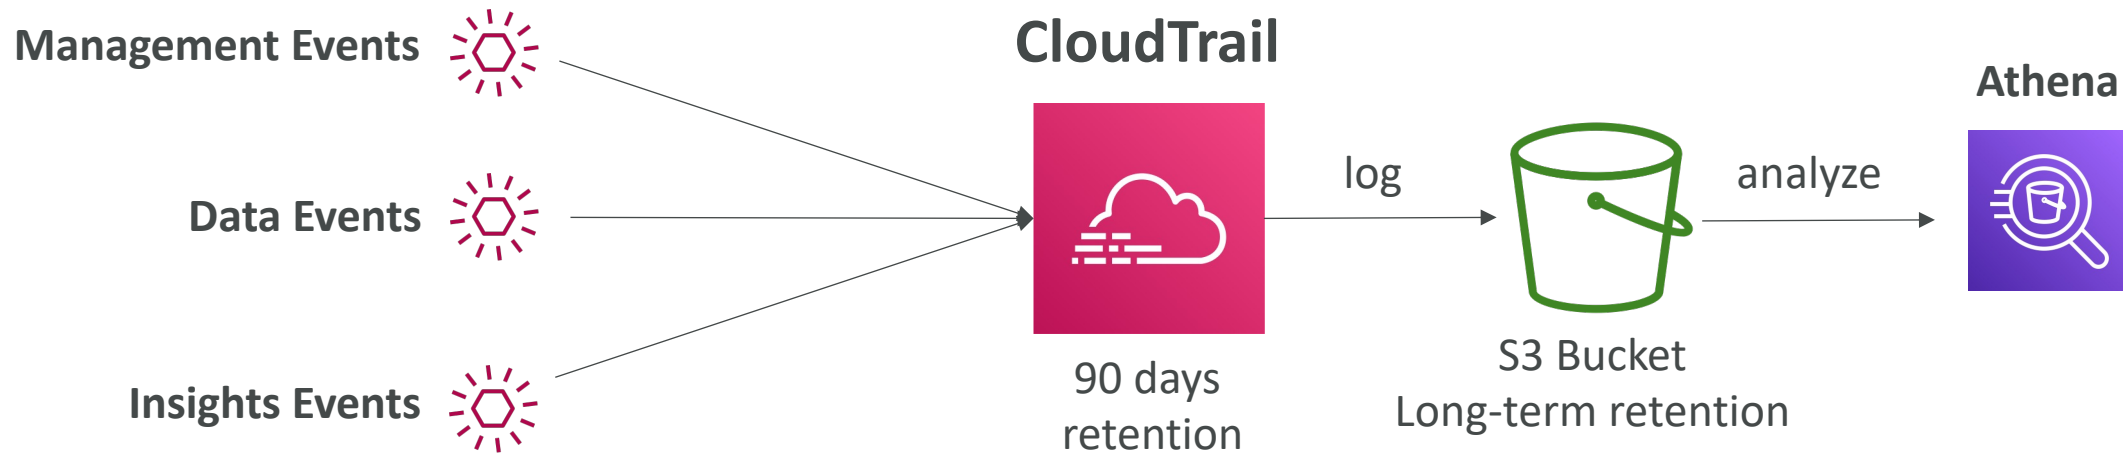 Management Events
Data Events
Insights Events
CloudTrail
90 days
retention
log
S3 Bucket
Long-term retention
analyze
Athena